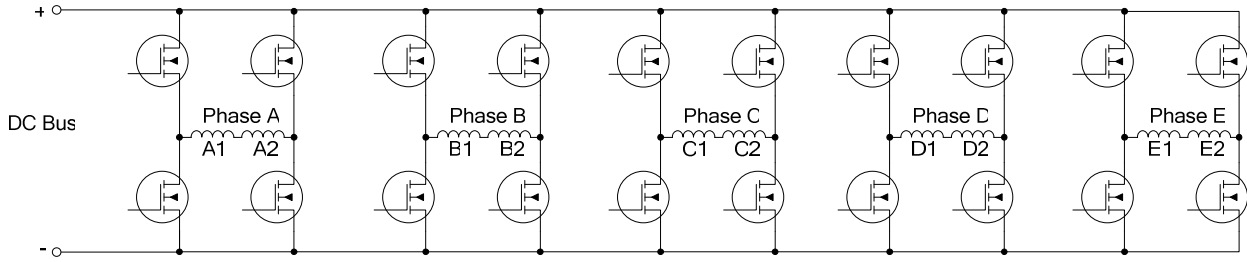 +
Phase A
Phase B
Phase C
Phase D
Phase E
DC Bus
A1 A2
B1 B2
C1 C2
D1 D2
E1 E2
-